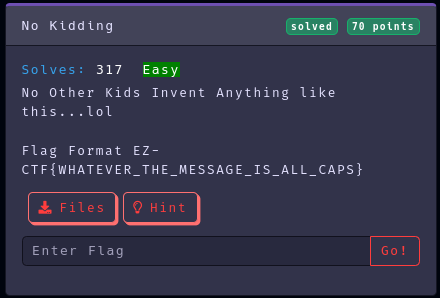 No Kidding solved 70 points
Solves: 317 Easy
No Other Kids Invent Anything like
this...lol
Flag Format EZ-
CTF{WHATEVER_THE_MESSAGE_IS_ALL_CAPS}
Files Hint
Enter Flag Go!